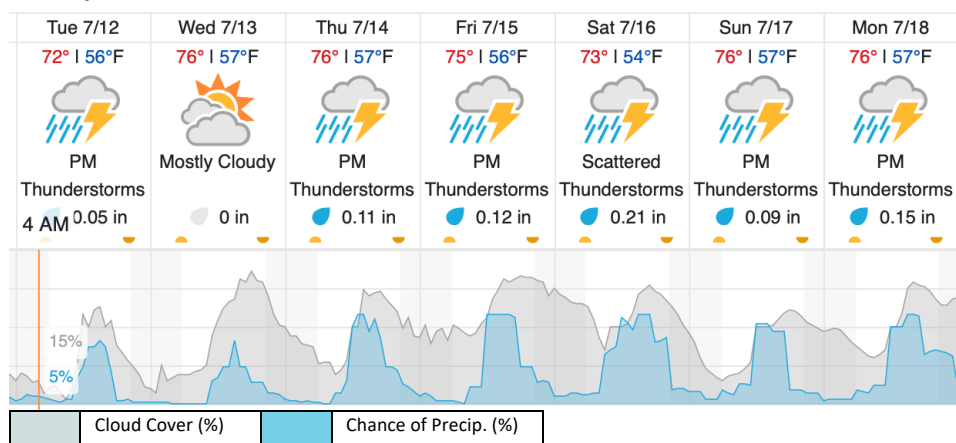 Tue 7/12 Wed 7/13 Thu 7/14 Fri 7/15 Sat 7/16 Sun 7/17 Mon 7/18
72° | 56°F 76° | 57°F 76° | 57°F 75° | 56°F 73° | 54°F 76° | 57°F 76° | 57°F
PM Mostly Cloudy PM PM Scattered PM PM
Thunderstorms Thunderstorms Thunderstorms Thunderstorms Thunderstorms Thunderstorms
0.05 in 0 in 0.11 in 0.12 in 0.21 in 0.09 in 0.15 in
4 AM
15%
5%
Cloud Cover (%) Chance of Precip. (%)